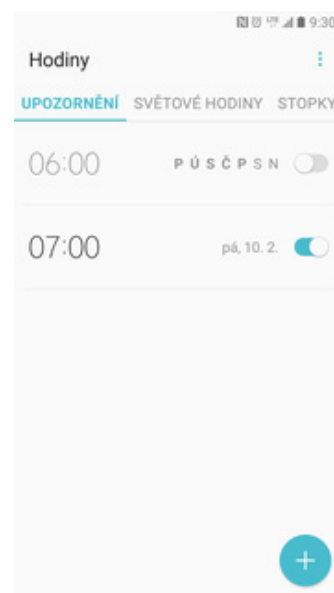 9:30
Hodiny
UPOZORNĚNÍ SVĚTOVÉ HODINY STOPKY
06:00 P Ú S Č P S N
07:00 pá, 10. 2.